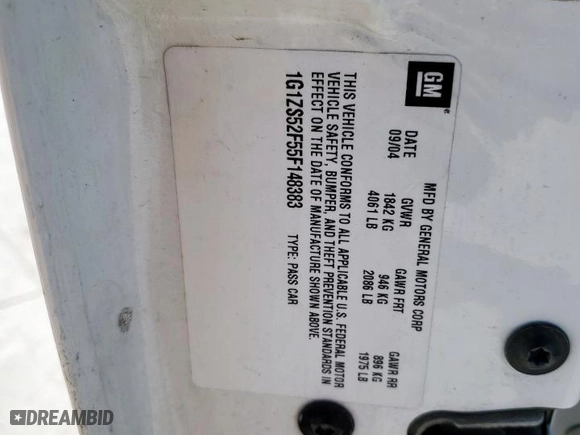 GM
MFD BY GENERAL MOTORS CORP
DATE GVWR GAWR FRT GAWR RR
09/04 1842 KG 946 KG 896 KG
4061 LB 2086 LB 1975 LB
THIS VEHICLE CONFORMS TO ALL APPLICABLE U.S. FEDERAL MOTOR
VEHICLE SAFETY, BUMPER, AND THEFT PREVENTION STANDARDS IN
EFFECT ON THE DATE OF MANUFACTURE SHOWN ABOVE.
1G1ZS52F55F148383 TYPE: PASS CAR
DREAMBID